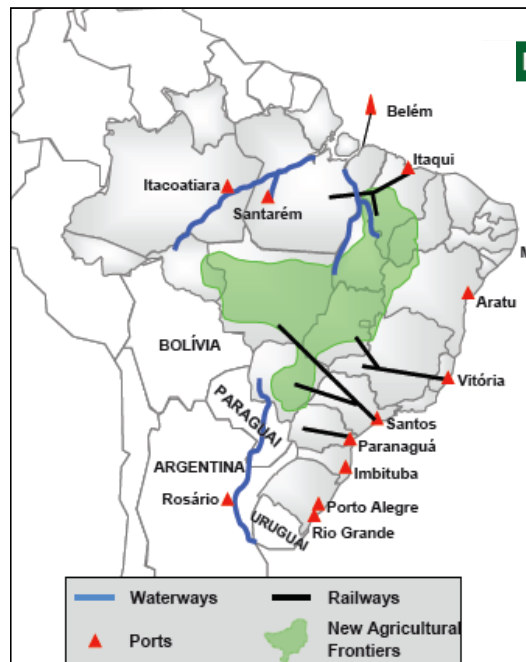 Belém
Itaqui
Itacoatiara
Santarém
Aratu
BOLÍVIA
Vitória
PARAGUAI
Santos
Paranaguá
ARGENTINA
Imbituba
Rosário
Porto Alegre
URUGUAI
Rio Grande
Waterways
Railways
Ports
New Agricultural
Frontiers